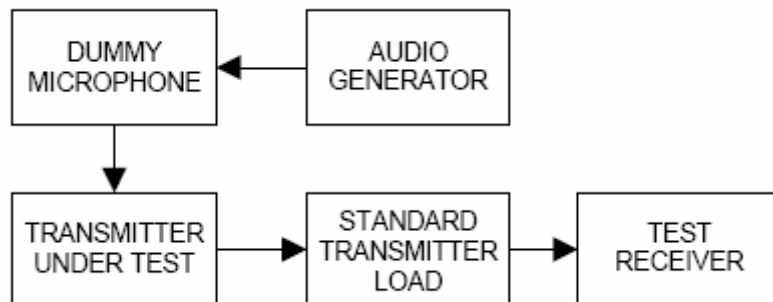 DUMMY
MICROPHONE
AUDIO
GENERATOR
TRANSMITTER
UNDER TEST
STANDARD
TRANSMITTER
LOAD
TEST
RECEIVER